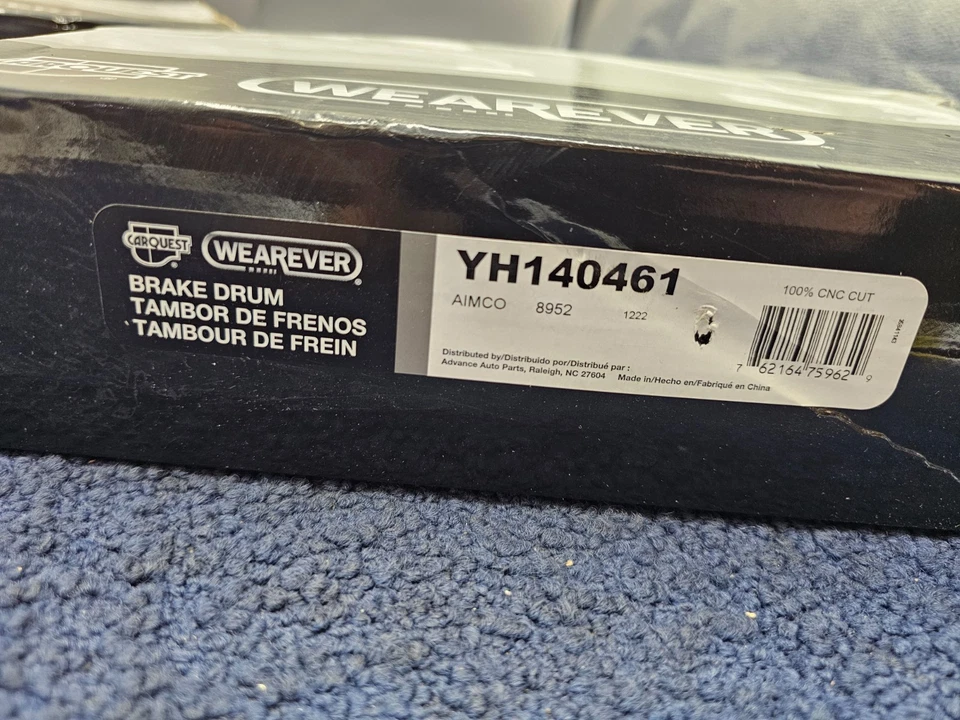 CARQUEST
WEAREVER
CARQUEST WEAREVER
BRAKE DRUM
TAMBOR DE FRENOS
TAMBOUR DE FREIN
YH140461
AIMCO 8952 1222
Distributed by/Distribuido por/Distribué par :
Advance Auto Parts, Raleigh, NC 27604 Made in/Hecho en/Fabriqué en China
100% CNC CUT
7 62164 75962 9